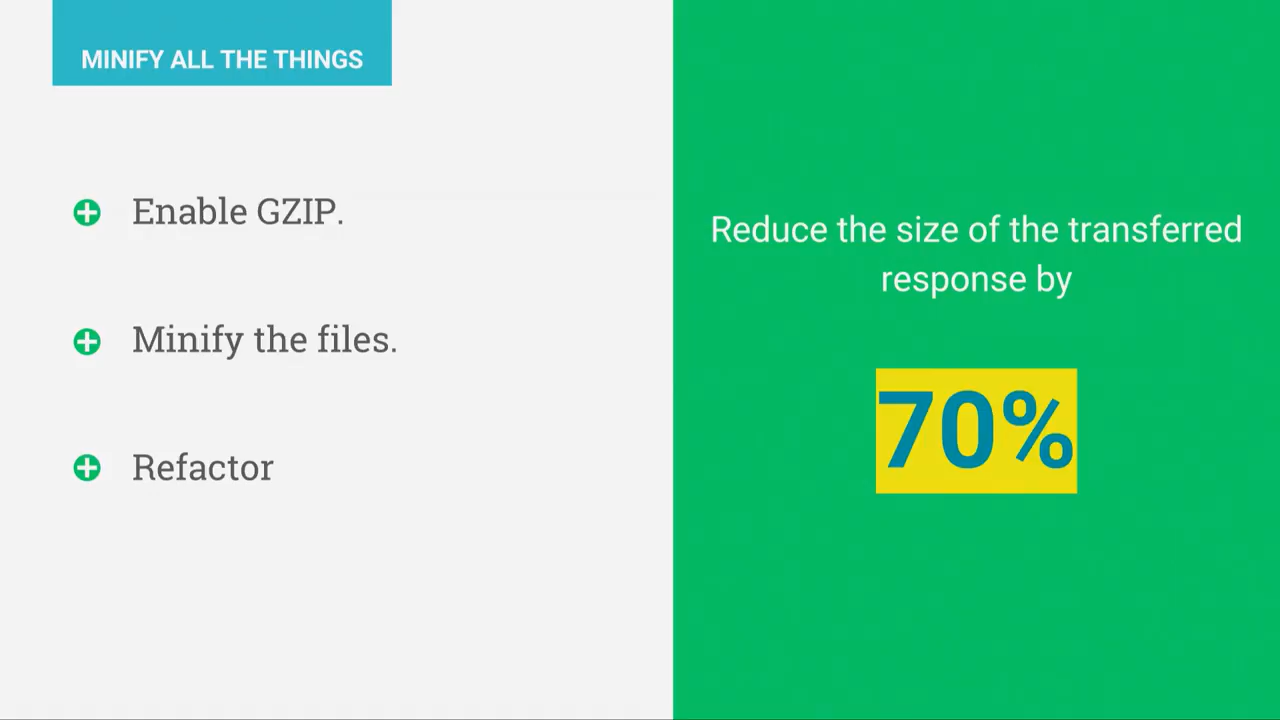 MINIFY ALL THE THINGS
Enable GZIP.
Minify the files.
Refactor
Reduce the size of the transferred
response by
70%